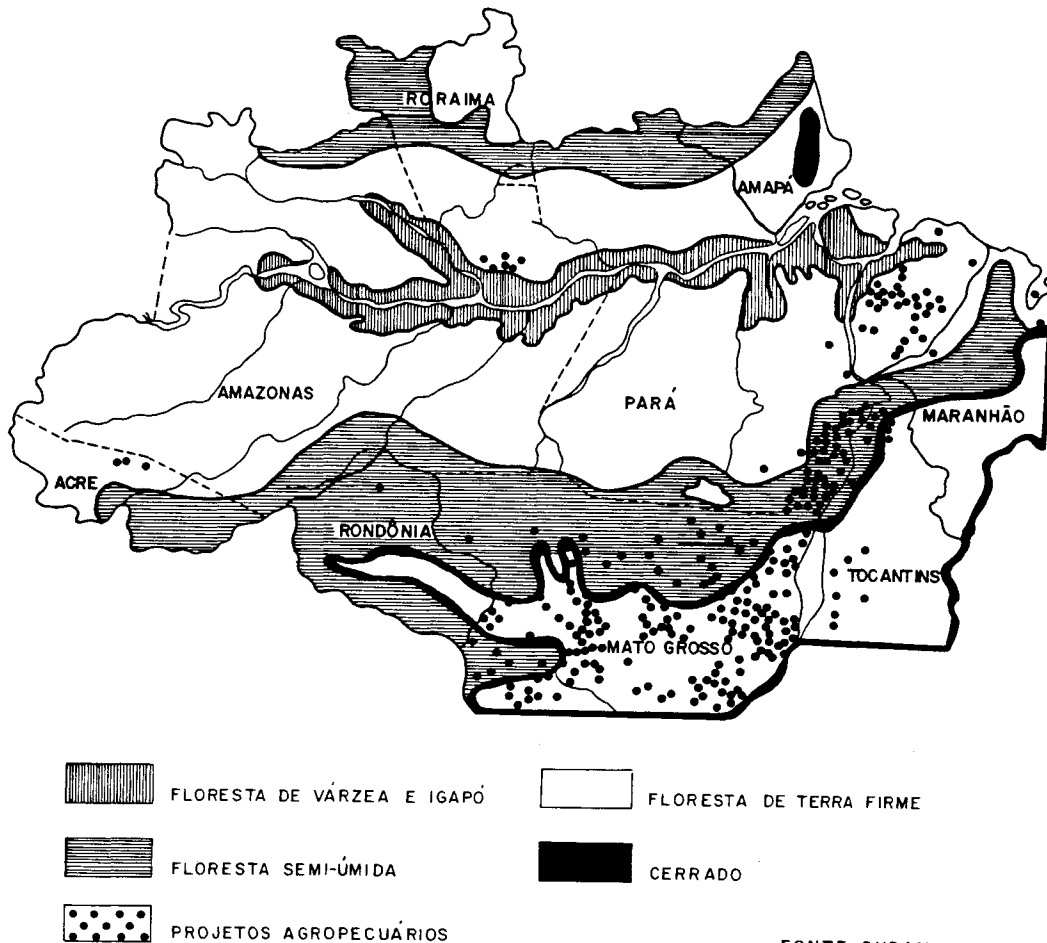 RORAIMA
AMAPÁ
AMAZONAS
PARÁ
MARANHÃO
ACRE
RONDÔNIA
TOCANTINS
MATO GROSSO
FLORESTA DE VÁRZEA E IGAPÓ
FLORESTA DE TERRA FIRME
FLORESTA SEMI-ÚMIDA
CERRADO
PROJETOS AGROPECUÁRIOS